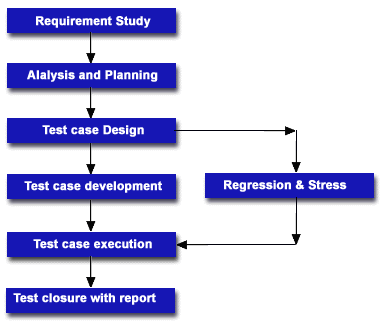 Requirement Study
Alalysis and Planning
Test case Design
Test case development
Regression & Stress
Test case execution
Test closure with report